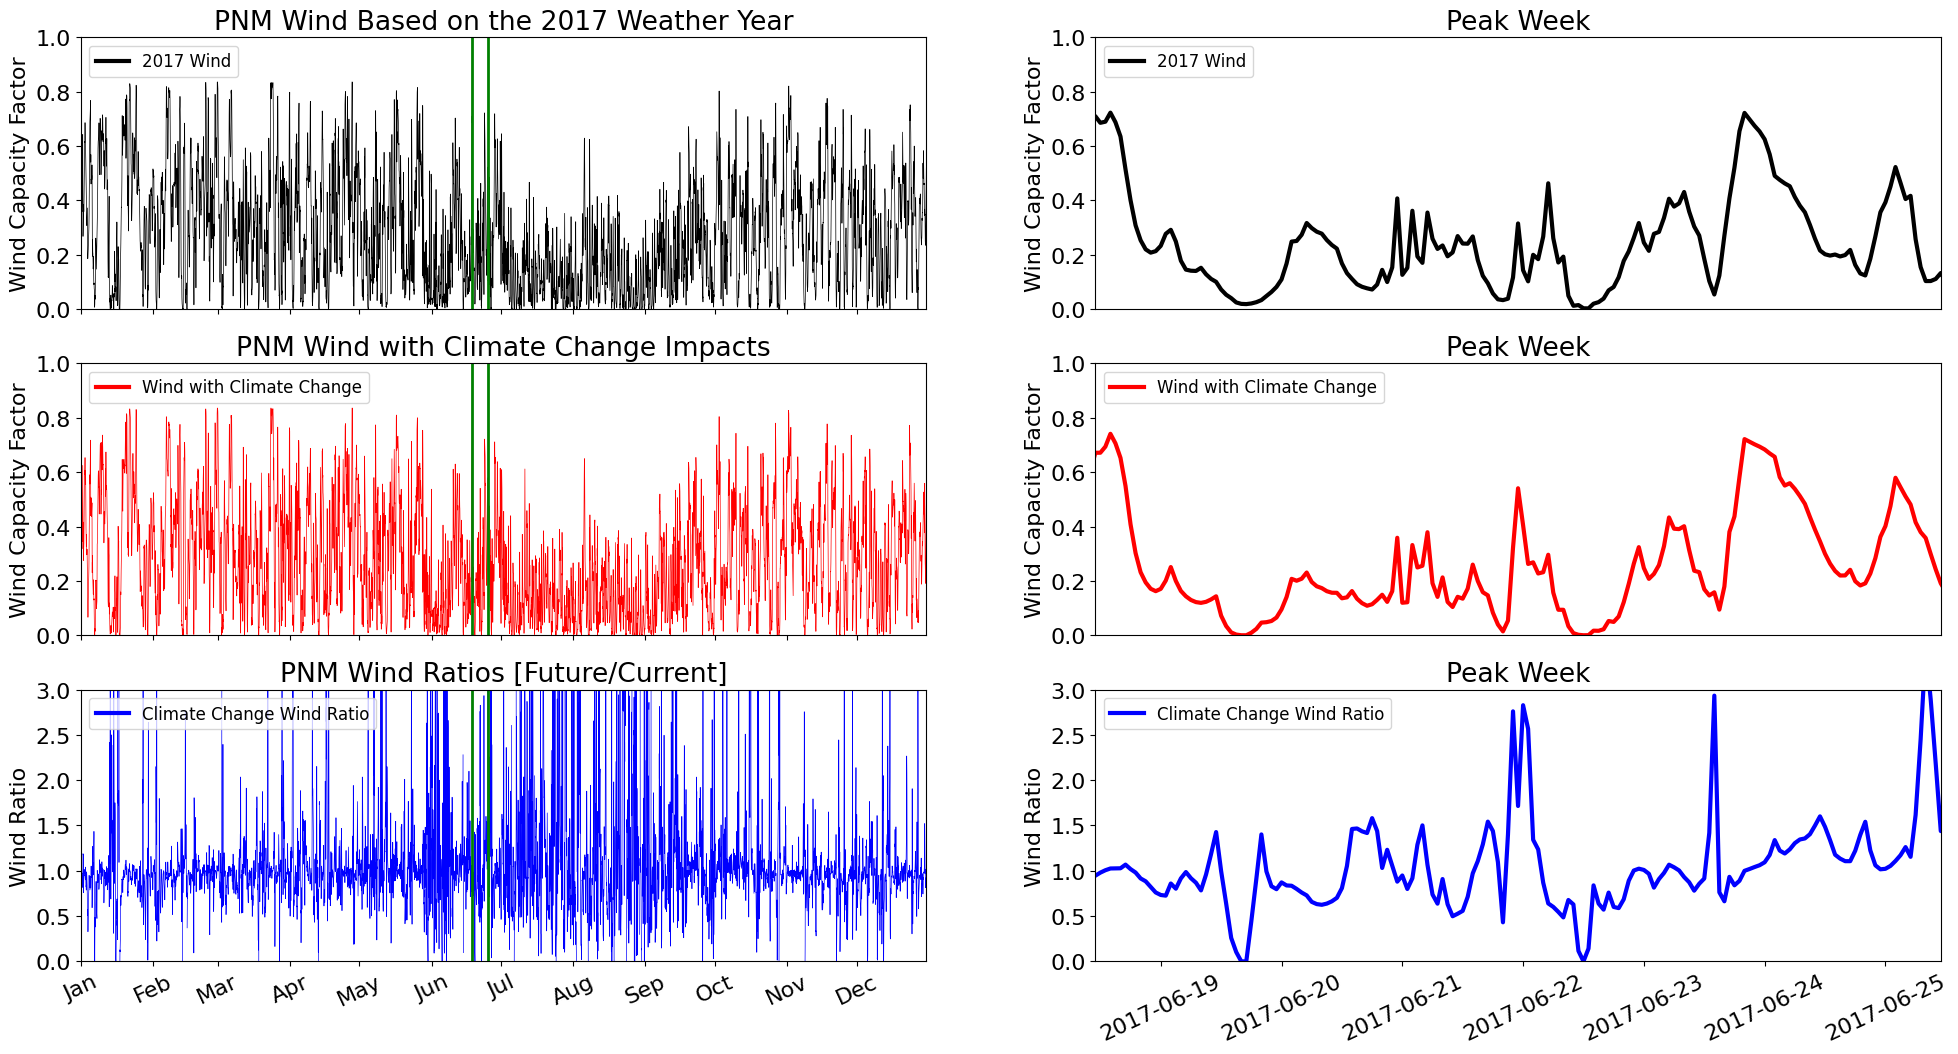 PNM Wind Based on the 2017 Weather Year
1.0
0.8
0.6
0.4
0.2
0.0
Wind Capacity Factor
2017 Wind
Peak Week
1.0
0.8
0.6
0.4
0.2
0.0
Wind Capacity Factor
2017 Wind
PNM Wind with Climate Change Impacts
1.0
0.8
0.6
0.4
0.2
0.0
Wind Capacity Factor
Wind with Climate Change
Peak Week
1.0
0.8
0.6
0.4
0.2
0.0
Wind Capacity Factor
Wind with Climate Change
PNM Wind Ratios [Future/Current]
3.0
2.5
2.0
1.5
1.0
0.5
0.0
Wind Ratio
Climate Change Wind Ratio
Jan Feb Mar Apr May Jun Jul Aug Sep Oct Nov Dec
Peak Week
3.0
2.5
2.0
1.5
1.0
0.5
0.0
Wind Ratio
Climate Change Wind Ratio
2017-06-19 2017-06-20 2017-06-21 2017-06-22 2017-06-23 2017-06-24 2017-06-25